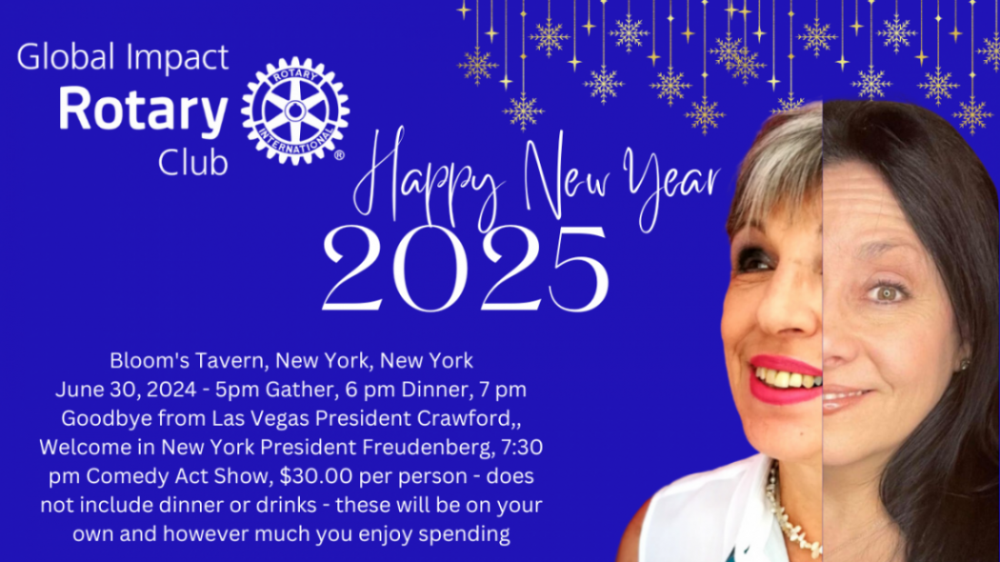 Global Impact
Rotary
Club
ROTARY
INTERNATIONAL
®
Happy New Year
2025
Bloom's Tavern, New York, New York
June 30, 2024 - 5pm Gather, 6 pm Dinner, 7 pm
Goodbye from Las Vegas President Crawford,,
Welcome in New York President Freudenberg, 7:30
pm Comedy Act Show, $30.00 per person - does
not include dinner or drinks - these will be on your
own and however much you enjoy spending